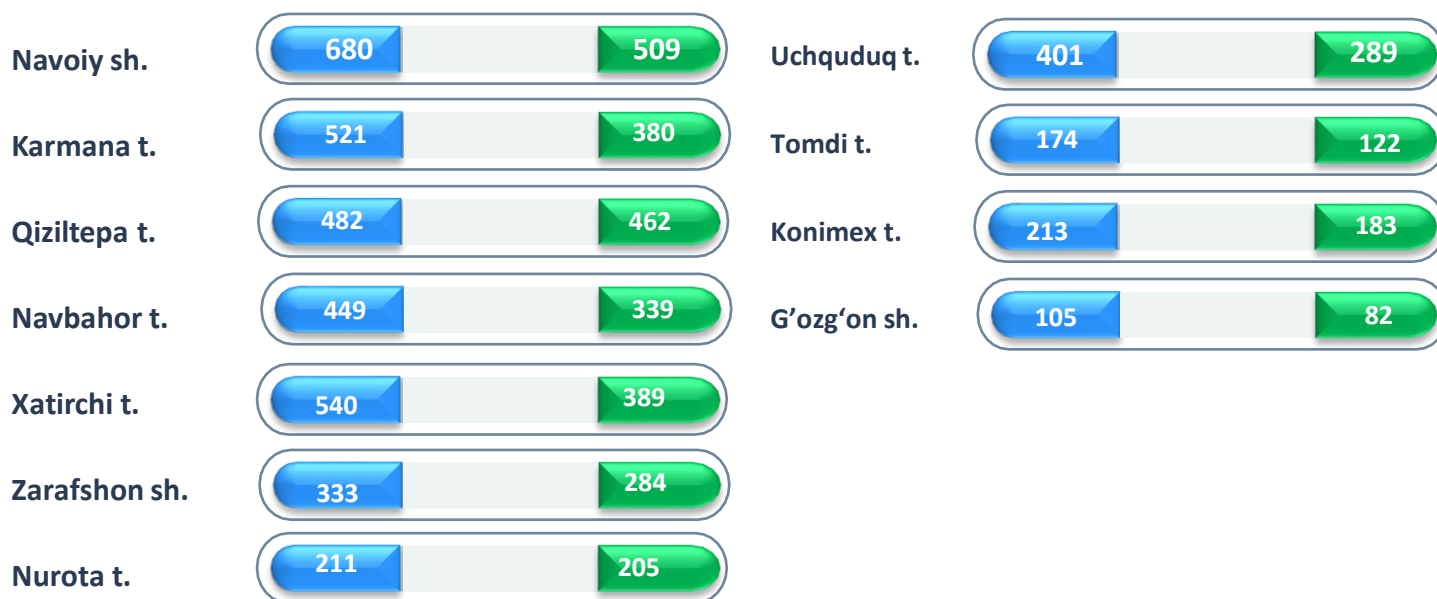 Navoiy sh. 680 509
Karmana t. 521 380
Qiziltepa t. 482 462
Navbahor t. 449 339
Xatirchi t. 540 389
Zarafshon sh. 333 284
Nurota t. 211 205
Uchquduq t. 401 289
Tomdi t. 174 122
Konimex t. 213 183
G’ozg‘on sh. 105 82